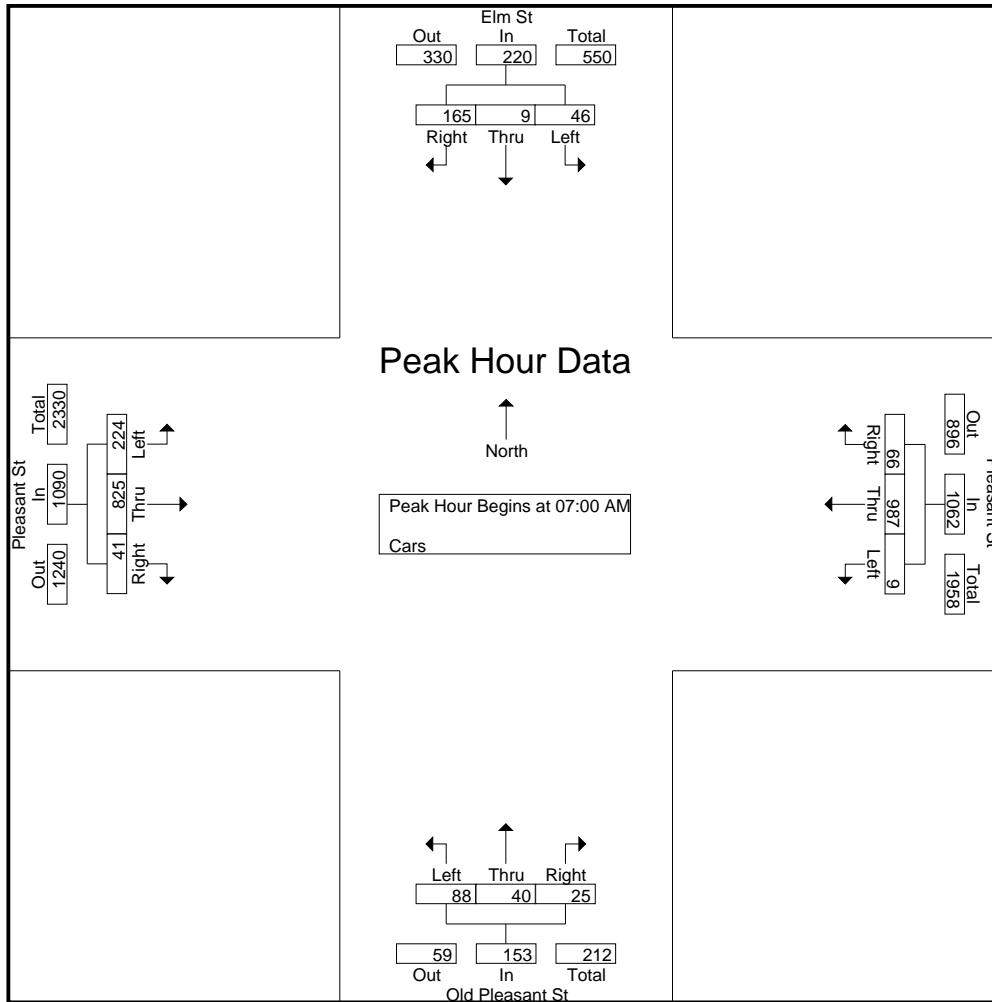 Elm St
Out In Total
330 220 550
165 9 46
Right Thru Left
Peak Hour Data
North
Peak Hour Begins at 07:00 AM
Cars
Pleasant St
Total In Out
2330 1090 1240
224 825 41
Left Thru Right
Right Thru Left
66 987 9
Out In Total
896 1062 1958
Pleasant St
Left Thru Right
88 40 25
59 153 212
Out In Total
Old Pleasant St